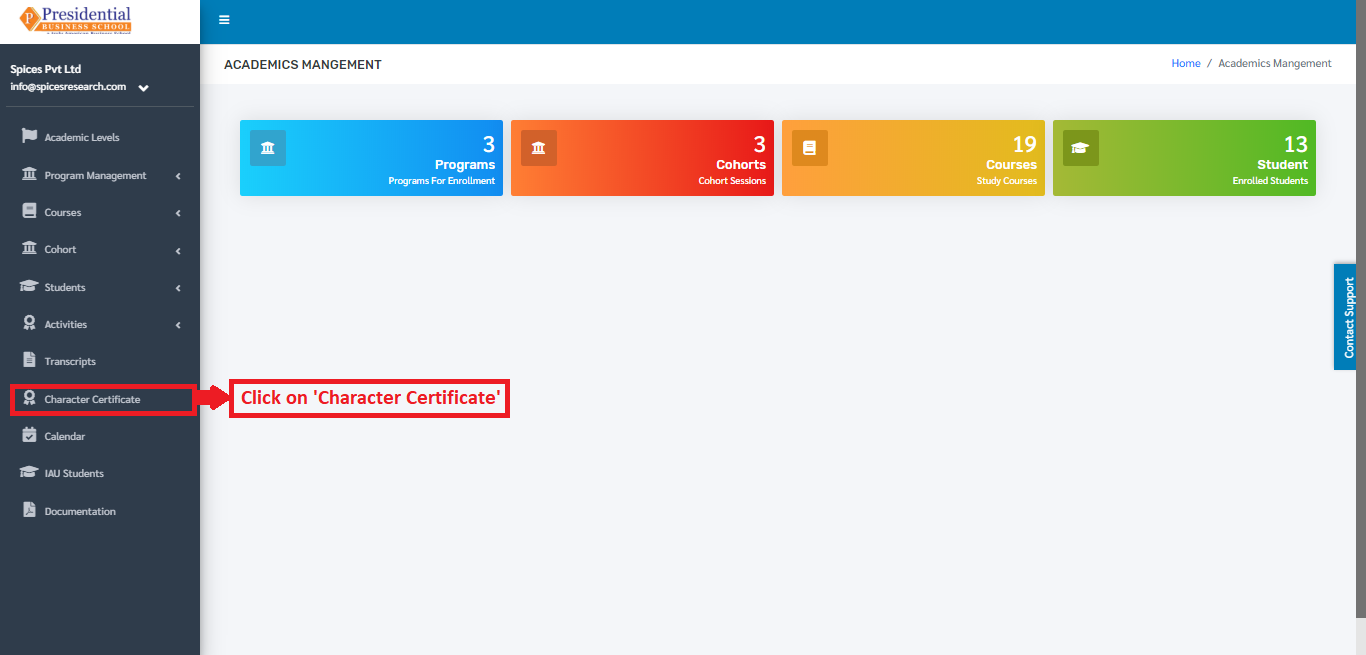 Presidential
BUSINESS SCHOOL
Spices Pvt Ltd
info@spicesresearch.com
Academic Levels
Program Management
Courses
Cohort
Students
Activities
Transcripts
Character Certificate
Calendar
IAU Students
Documentation
ACADEMICS MANGEMENT
Home / Academics Mangement
3
Programs
Programs For Enrollment
3
Cohorts
Cohort Sessions
19
Courses
Study Courses
13
Student
Enrolled Students
Click on 'Character Certificate'
Contact Support